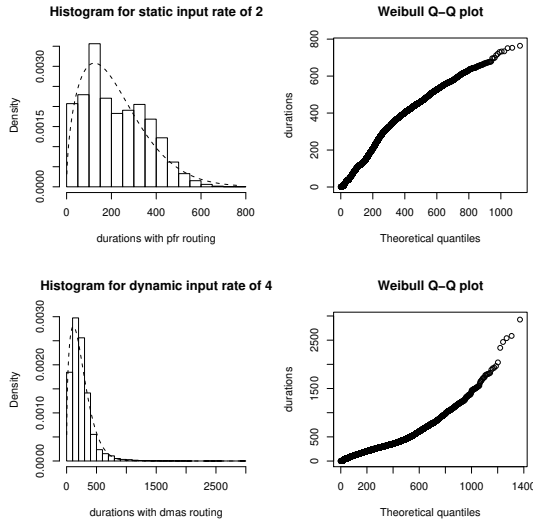 Histogram for static input rate of 2
Density
0.0000 0.0015 0.0030
0 200 400 600 800
durations with pfr routing
Weibull Q−Q plot
durations
0 200 400 600 800
0 200 400 600 800 1000
Theoretical quantiles
Histogram for dynamic input rate of 4
Density
0.0000 0.0010 0.0020 0.0030
0 500 1500 2500
durations with dmas routing
Weibull Q−Q plot
durations
0 500 1500 2500
0 200 400 600 800 1000 1400
Theoretical quantiles